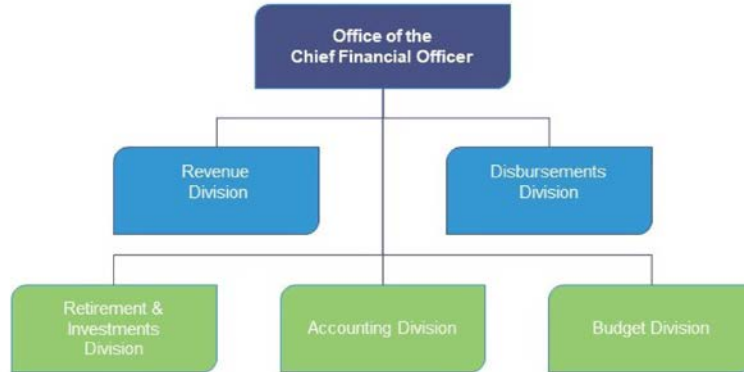 Office of the
Chief Financial Officer
Revenue
Division
Disbursements
Division
Retirement &
Investments
Division
Accounting Division
Budget Division